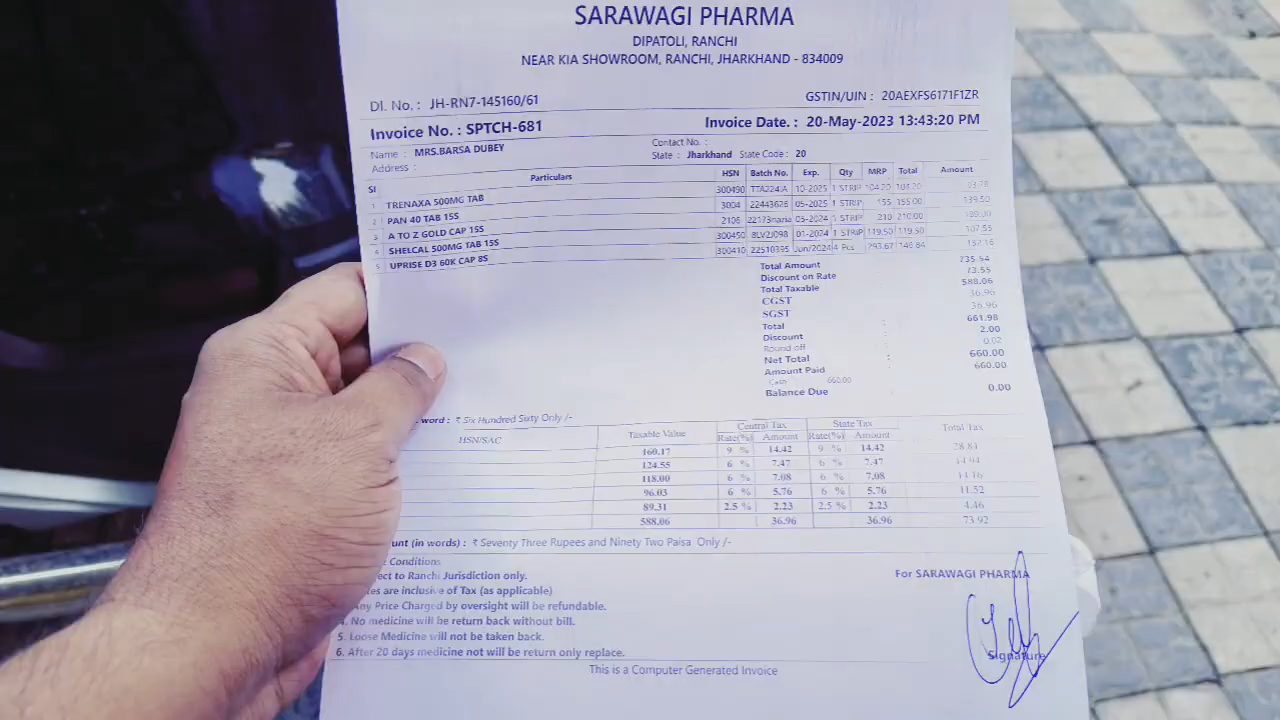 SARAWAGI PHARMA
DIPATOLI, RANCHI
NEAR KIA SHOWROOM, RANCHI, JHARKHAND - 834009
Dl. No. : JH-RN7-145160/61 GSTIN/UIN : 20AEXFS6171F1ZR
Invoice No. : SPTCH-681 Invoice Date. : 20-May-2023 13:43:20 PM
Name : MRS.BARSA DUBEY Contact No. :
Address : State : Jharkhand State Code : 20
Sl Particulars HSN Batch No. Exp. Qty MRP Total Amount
1 TRENAXA 500MG TAB 300490 10-2025 1 STRIP 104.20 104.20 93.78
2 PAN 40 TAB 15S 3004 22443626 05-2025 1 STRIP 155 155.00 139.50
3 A TO Z GOLD CAP 15S 2106 05-2024 1 STRIP 210 210.00 189.00
4 SHELCAL 500MG TAB 15S 300450 8LV2J098 01-2024 1 STRIP 119.50 119.50 107.55
5 UPRISE D3 60K CAP 8S 300410 Jun/2024 4 Pcs 293.67 146.84
Total Amount 735.54
Discount on Rate 73.55
Total Taxable 588.06
CGST 36.96
SGST 36.96
Total : 661.98
Discount : 2.00
Round off : 0.02
Net Total : 660.00
Amount Paid : 660.00
Cash 660.00
Balance Due 0.00
word : ₹ Six Hundred Sixty Only /-
HSN/SAC Taxable Value Central Tax State Tax Total Tax
Rate(%) Amount Rate(%) Amount
160.17 9 % 14.42 9 % 14.42 28.84
124.55 6 % 7.47 6 % 7.47 14.94
118.00 6 % 7.08 6 % 7.08 14.16
96.03 6 % 5.76 6 % 5.76 11.52
89.31 2.5 % 2.23 2.5 % 2.23 4.46
588.06 36.96 36.96 73.92
unt (in words) : ₹ Seventy Three Rupees and Ninety Two Paisa Only /-
Conditions
ect to Ranchi Jurisdiction only. For SARAWAGI PHARMA
es are inclusive of Tax (as applicable)
Any Price Charged by oversight will be refundable.
4. No medicine will be return back without bill.
5. Loose Medicine will not be taken back.
6. After 20 days medicine not will be return only replace. Signature
This is a Computer Generated Invoice